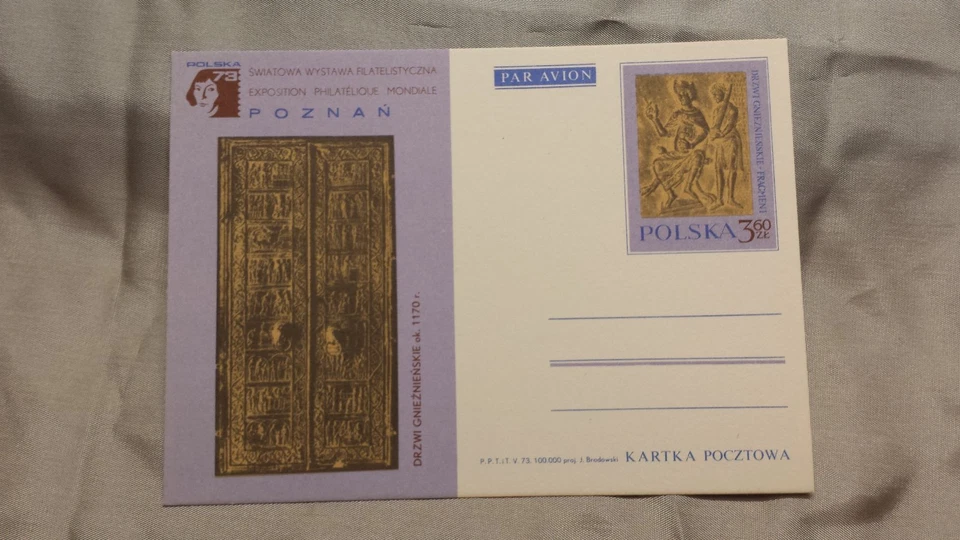 POLSKA
73
ŚWIATOWA WYSTAWA FILATELISTYCZNA
EXPOSITION PHILATÉLIQUE MONDIALE
POZNAŃ
DRZWI GNIEŹNIEŃSKIE ok. 1170 r.
PAR AVION
DRZWI GNIEŹNIEŃSKIE · FRAGMENT
POLSKA 3 60 ZŁ
P.P.T.iT. V. 73. 100.000 proj. J. Brodowski KARTKA POCZTOWA